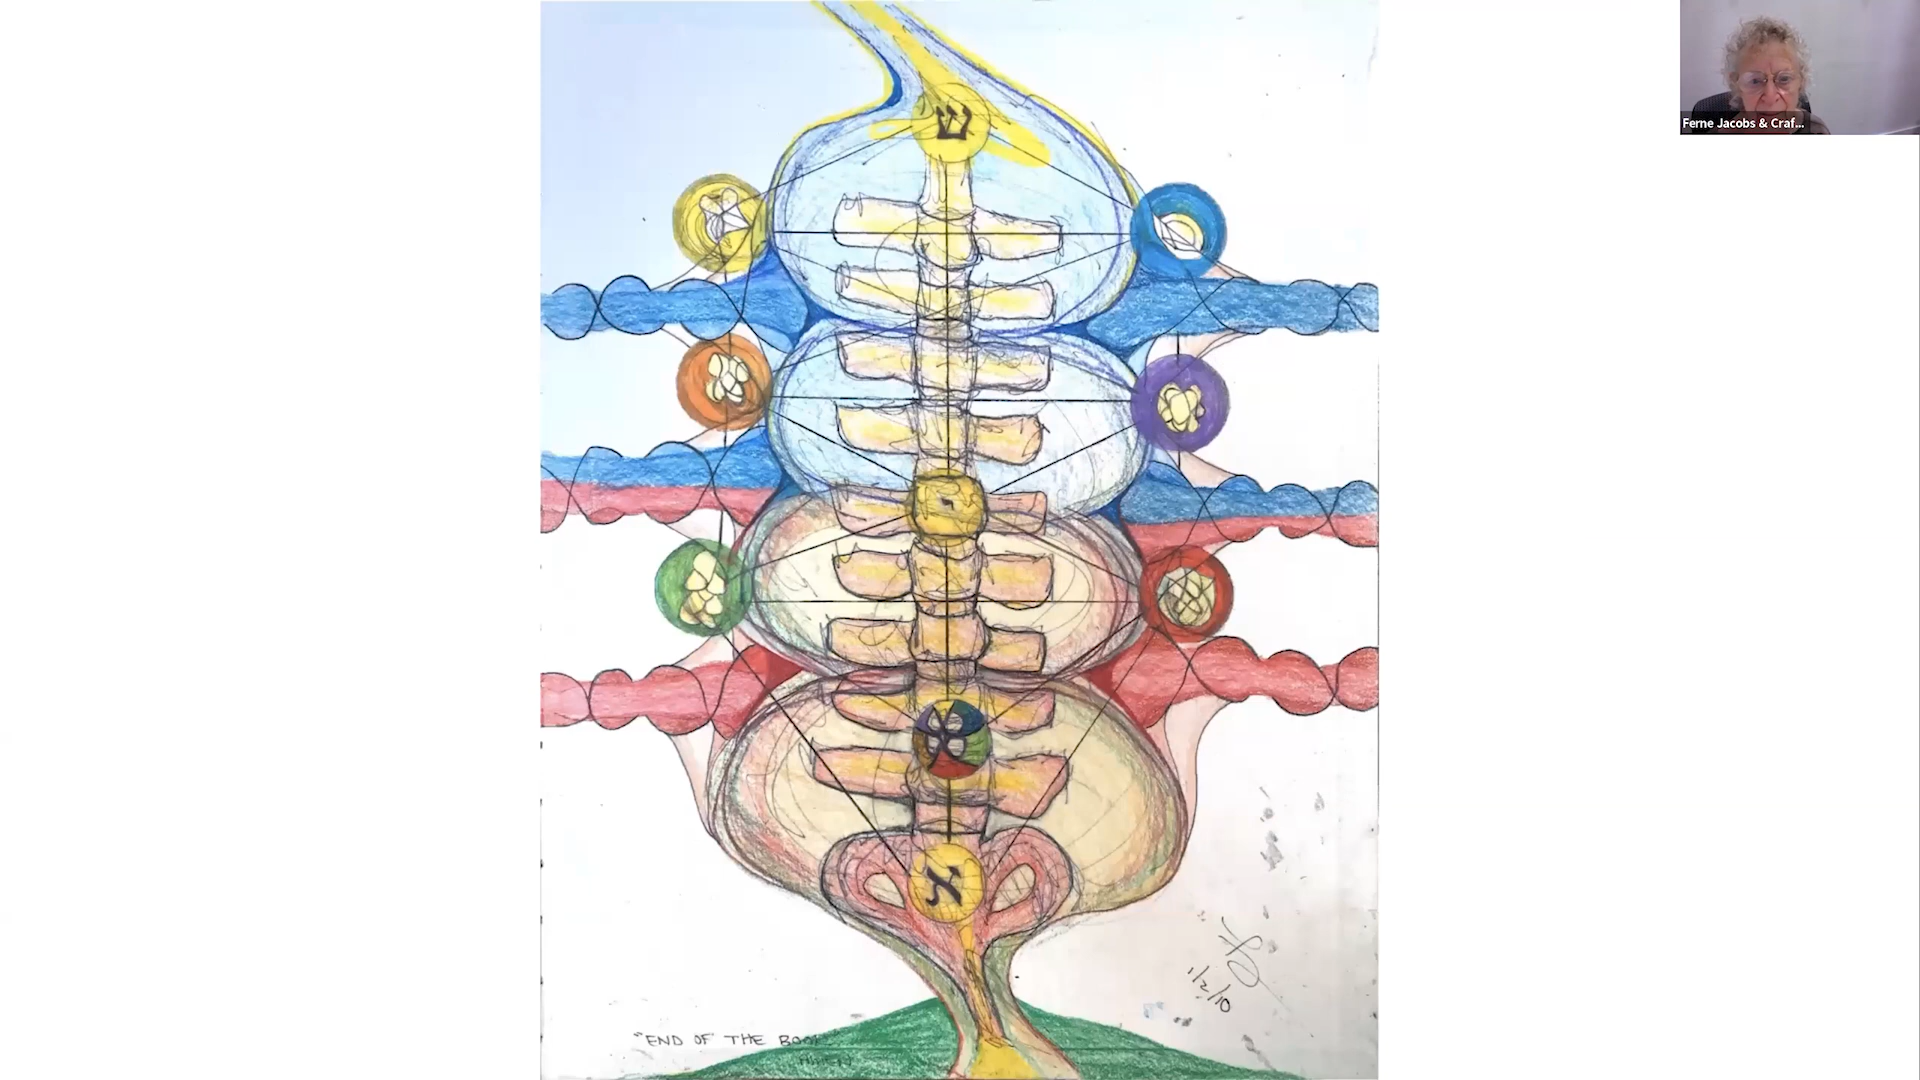 Ferne Jacobs & Craf...
ש
י
א
1/2/10
"END OF THE BOOK"